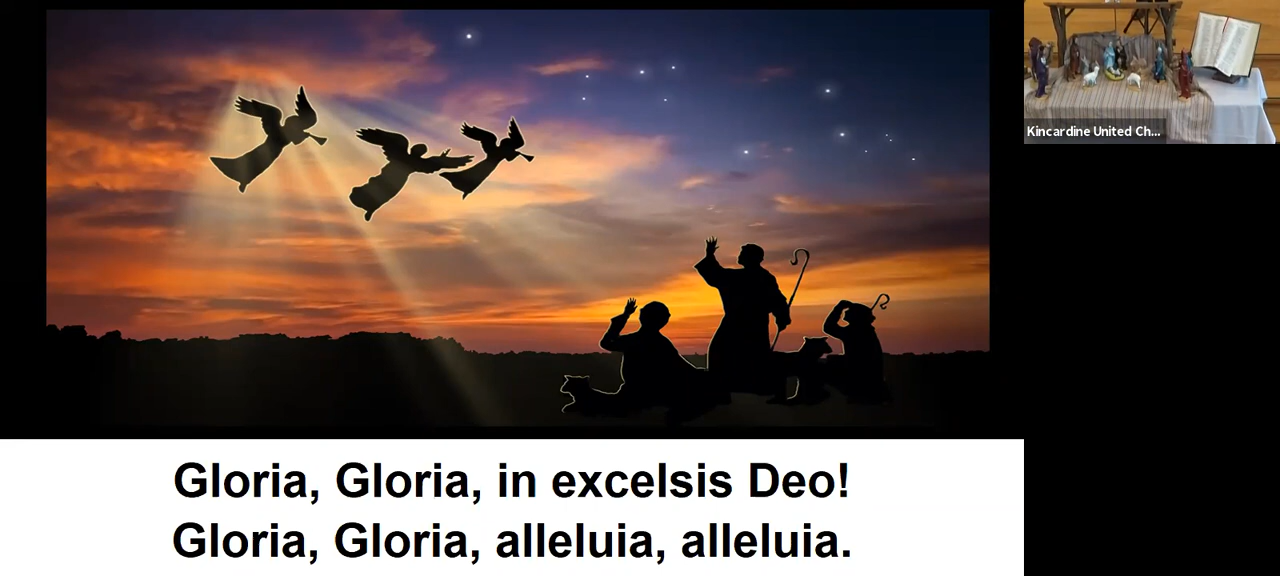 Kincardine United Ch...
Gloria, Gloria, in excelsis Deo!
Gloria, Gloria, alleluia, alleluia.